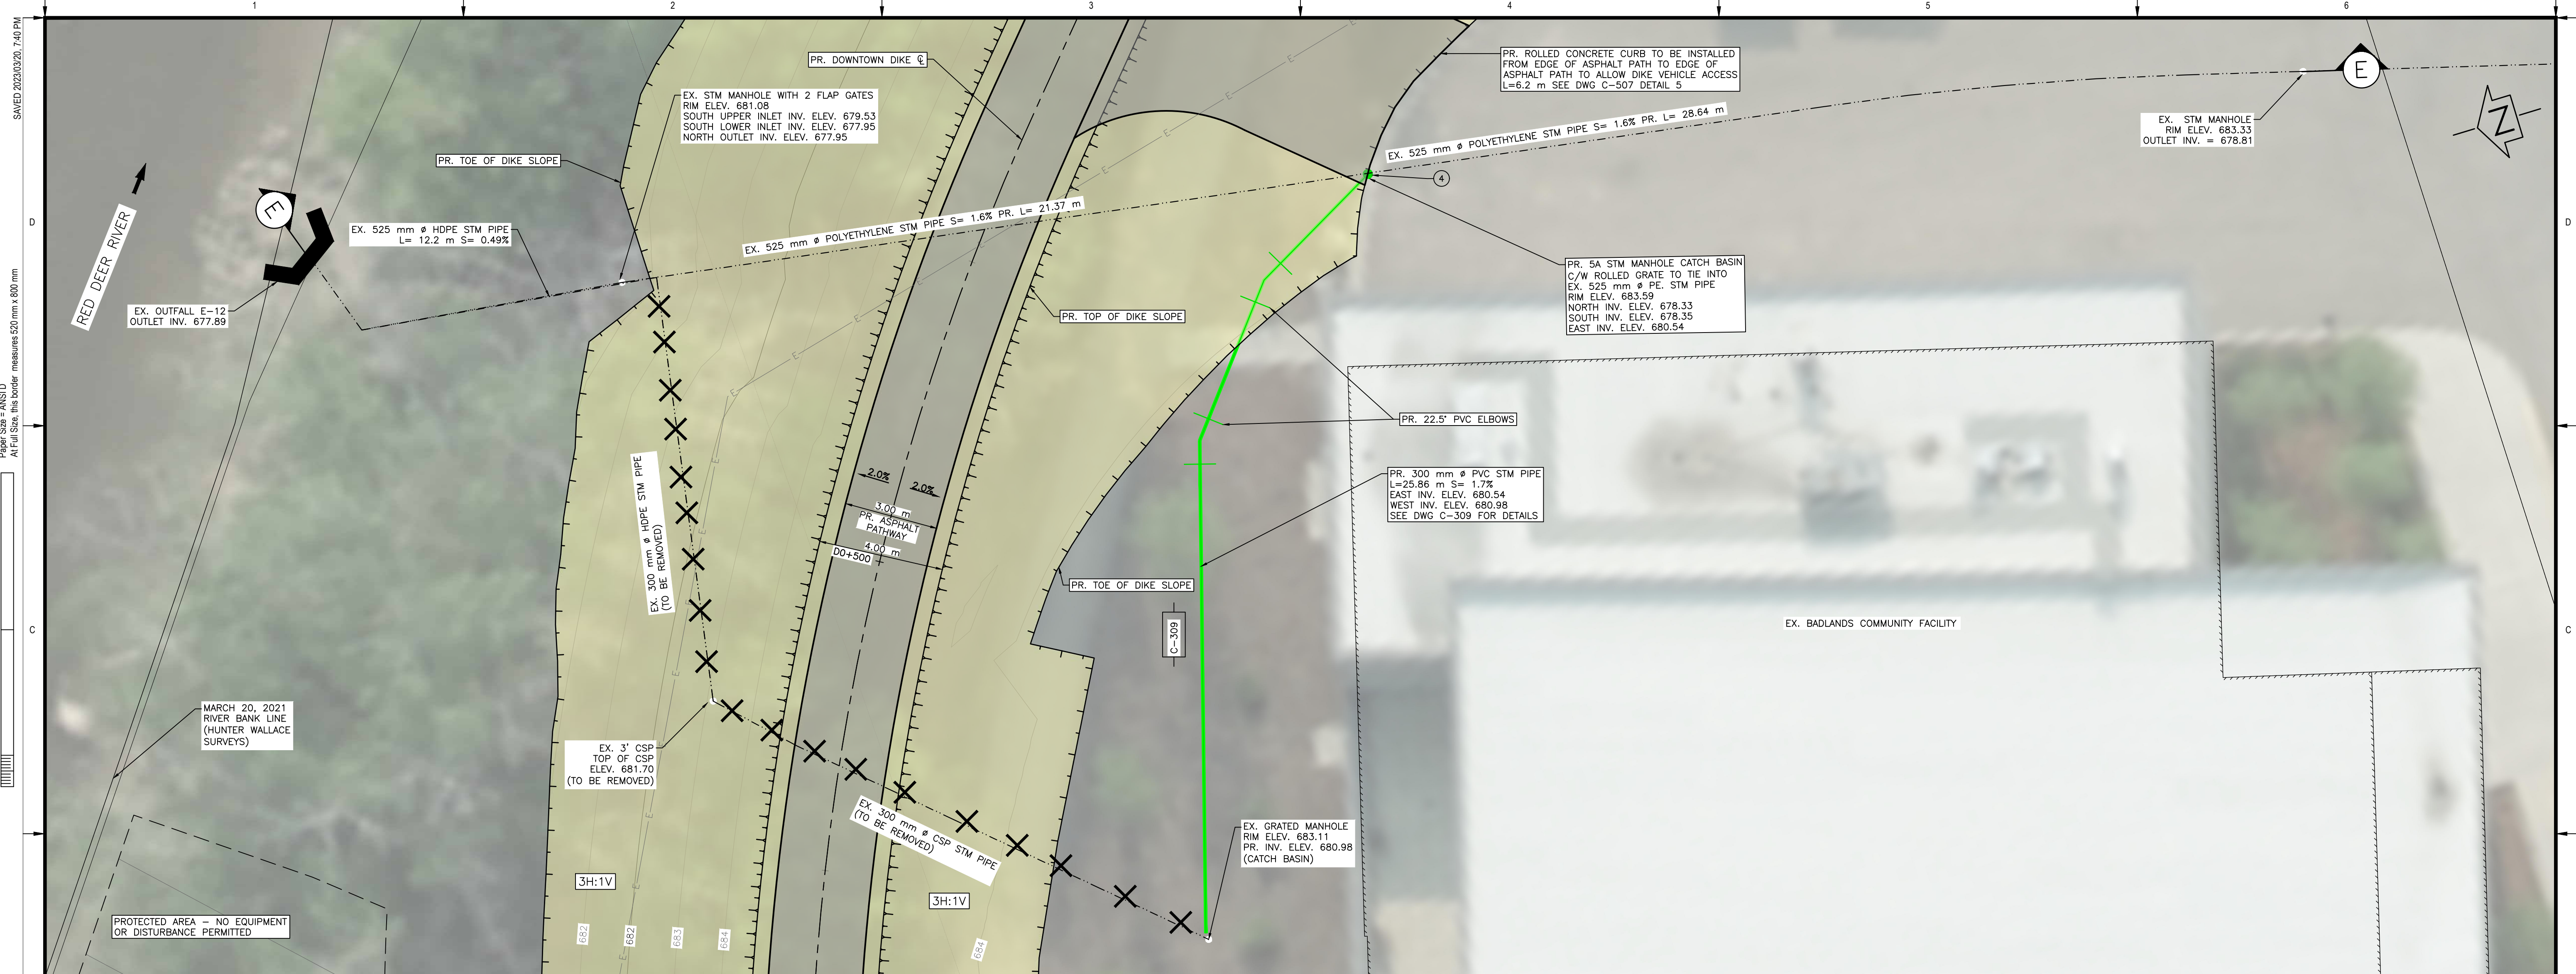 1
2
3
4
5
6
SAVED 2023/03/20, 7:40 PM
At Full Size, this border measures 520 mm x 800 mm
Paper Size = ANSI D
D
C
D
C
PR. DOWNTOWN DIKE ℄
EX. STM MANHOLE WITH 2 FLAP GATES
RIM ELEV. 681.08
SOUTH UPPER INLET INV. ELEV. 679.53
SOUTH LOWER INLET INV. ELEV. 677.95
NORTH OUTLET INV. ELEV. 677.95
PR. ROLLED CONCRETE CURB TO BE INSTALLED
FROM EDGE OF ASPHALT PATH TO EDGE OF
ASPHALT PATH TO ALLOW DIKE VEHICLE ACCESS
L=6.2 m SEE DWG C-507 DETAIL 5
E
N
EX. STM MANHOLE
RIM ELEV. 683.33
OUTLET INV. = 678.81
EX. 525 mm ø POLYETHYLENE STM PIPE S= 1.6% PR. L= 28.64 m
4
PR. TOE OF DIKE SLOPE
E
RED DEER RIVER
EX. 525 mm ø HDPE STM PIPE
L= 12.2 m S= 0.49%
EX. 525 mm ø POLYETHYLENE STM PIPE S= 1.6% PR. L= 21.37 m
EX. OUTFALL E-12
OUTLET INV. 677.89
PR. TOP OF DIKE SLOPE
PR. 5A STM MANHOLE CATCH BASIN
C/W ROLLED GRATE TO TIE INTO
EX. 525 mm ø PE. STM PIPE
RIM ELEV. 683.59
NORTH INV. ELEV. 678.33
SOUTH INV. ELEV. 678.35
EAST INV. ELEV. 680.54
PR. 22.5° PVC ELBOWS
PR. 300 mm ø PVC STM PIPE
L=25.86 m S= 1.7%
EAST INV. ELEV. 680.54
WEST INV. ELEV. 680.98
SEE DWG C-309 FOR DETAILS
2.0%
2.0%
3.00 m
PR. ASPHALT
PATHWAY
4.00 m
D0+500
EX. 300 mm ø HDPE STM PIPE
(TO BE REMOVED)
PR. TOE OF DIKE SLOPE
C-309
EX. BADLANDS COMMUNITY FACILITY
MARCH 20, 2021
RIVER BANK LINE
(HUNTER WALLACE
SURVEYS)
EX. 3' CSP
TOP OF CSP
ELEV. 681.70
(TO BE REMOVED)
EX. 300 mm ø CSP STM PIPE
(TO BE REMOVED)
EX. GRATED MANHOLE
RIM ELEV. 683.11
PR. INV. ELEV. 680.98
(CATCH BASIN)
3H:1V
3H:1V
PROTECTED AREA – NO EQUIPMENT
OR DISTURBANCE PERMITTED
682
682
683
684
684
E
E
E
E
E
E
E
E
E
E